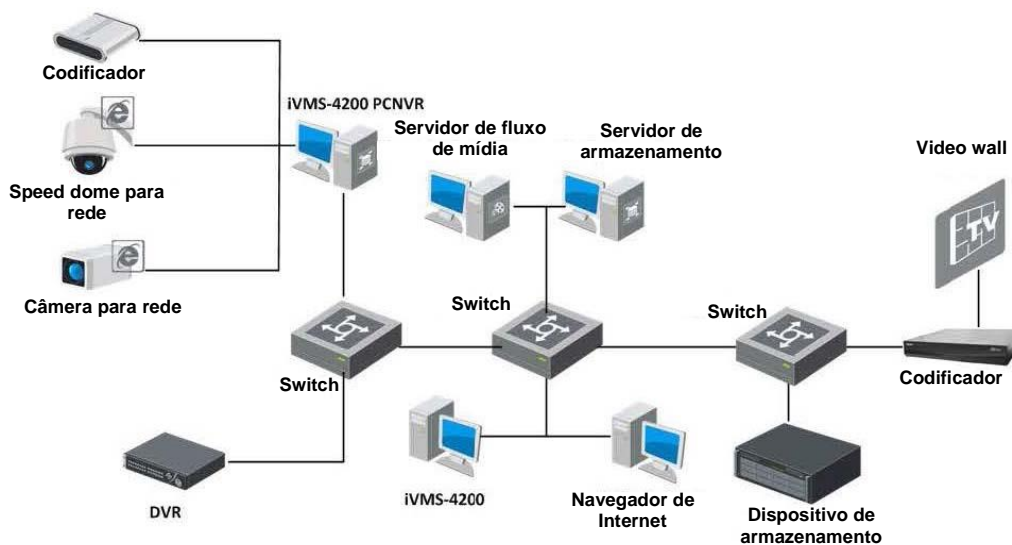 Codificador
iVMS-4200 PCNVR
Servidor de fluxo
de mídia
Servidor de
armazenamento
Video wall
Speed dome para
rede
TV
Câmera para rede
Switch
Switch
Switch
Codificador
DVR
iVMS-4200
Navegador de
Internet
Dispositivo de
armazenamento